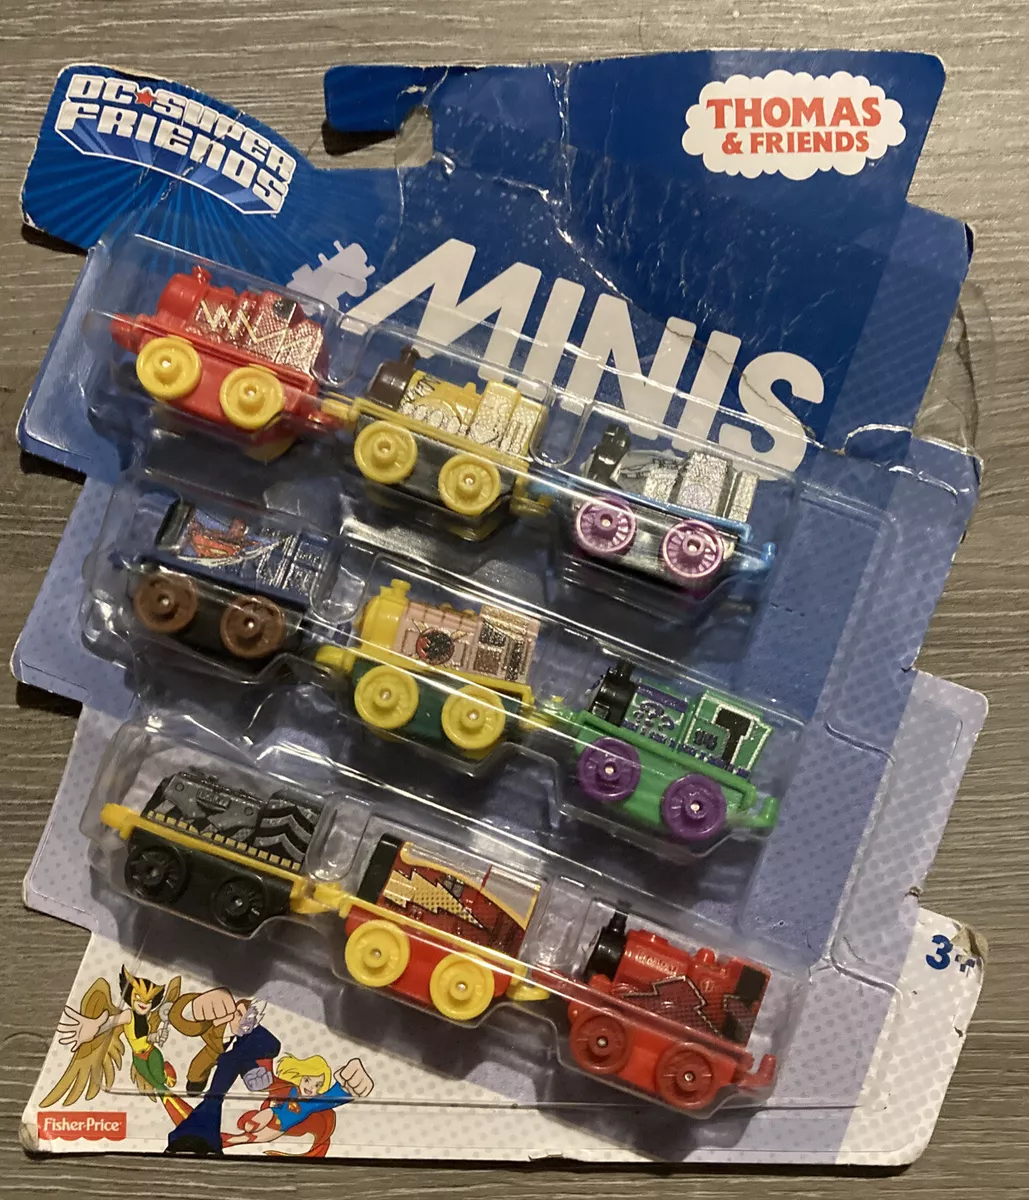 DC SUPER
FRIENDS
THOMAS
& FRIENDS
MINIS
3+
Fisher-Price